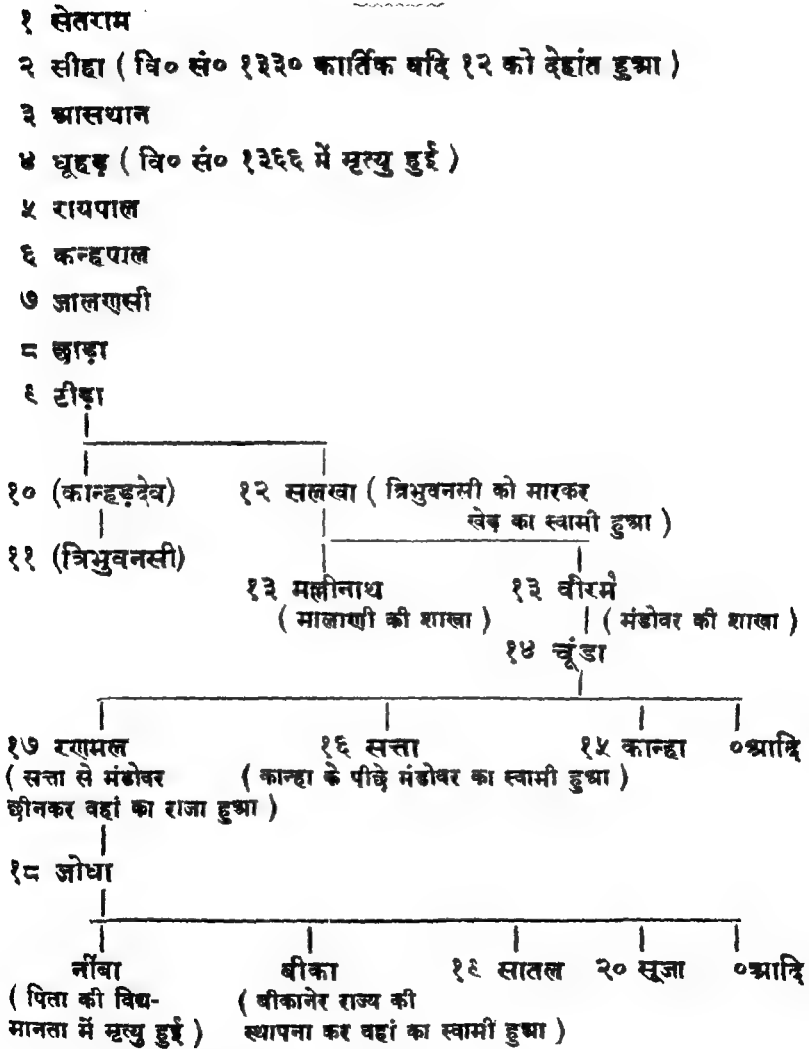 १ सेतराम
२ सीहा ( वि० सं० १३३० कार्तिक वदि १२ को देहांत हुआ )
३ आसथान
४ धूहड़ ( वि० सं० १३६६ में मृत्यु हुई )
५ रायपाल
६ कन्हपाल
७ जालणसी
८ छाड़ा
९ टीड़ा
१० (कान्हड़देव) १२ सलखा ( त्रिभुवनसी को मारकर
खेड़ का स्वामी हुआ )
११ (त्रिभुवनसी)
१३ मल्लीनाथ १३ वीरम
( मालाणी की शाखा ) ( मंडोवर की शाखा )
१४ चूंडा
१७ रणमल १६ सत्ता १५ कान्हा ०आदि
( सत्ता से मंडोवर ( कान्हा के पीछे मंडोवर का स्वामी हुआ )
छीनकर वहां का राजा हुआ )
१८ जोधा
नींबा बीका १९ सातल २० सूजा ०आदि
( पिता की विद्य- ( बीकानेर राज्य की
मानता में मृत्यु हुई ) स्थापना कर वहां का स्वामी हुआ )